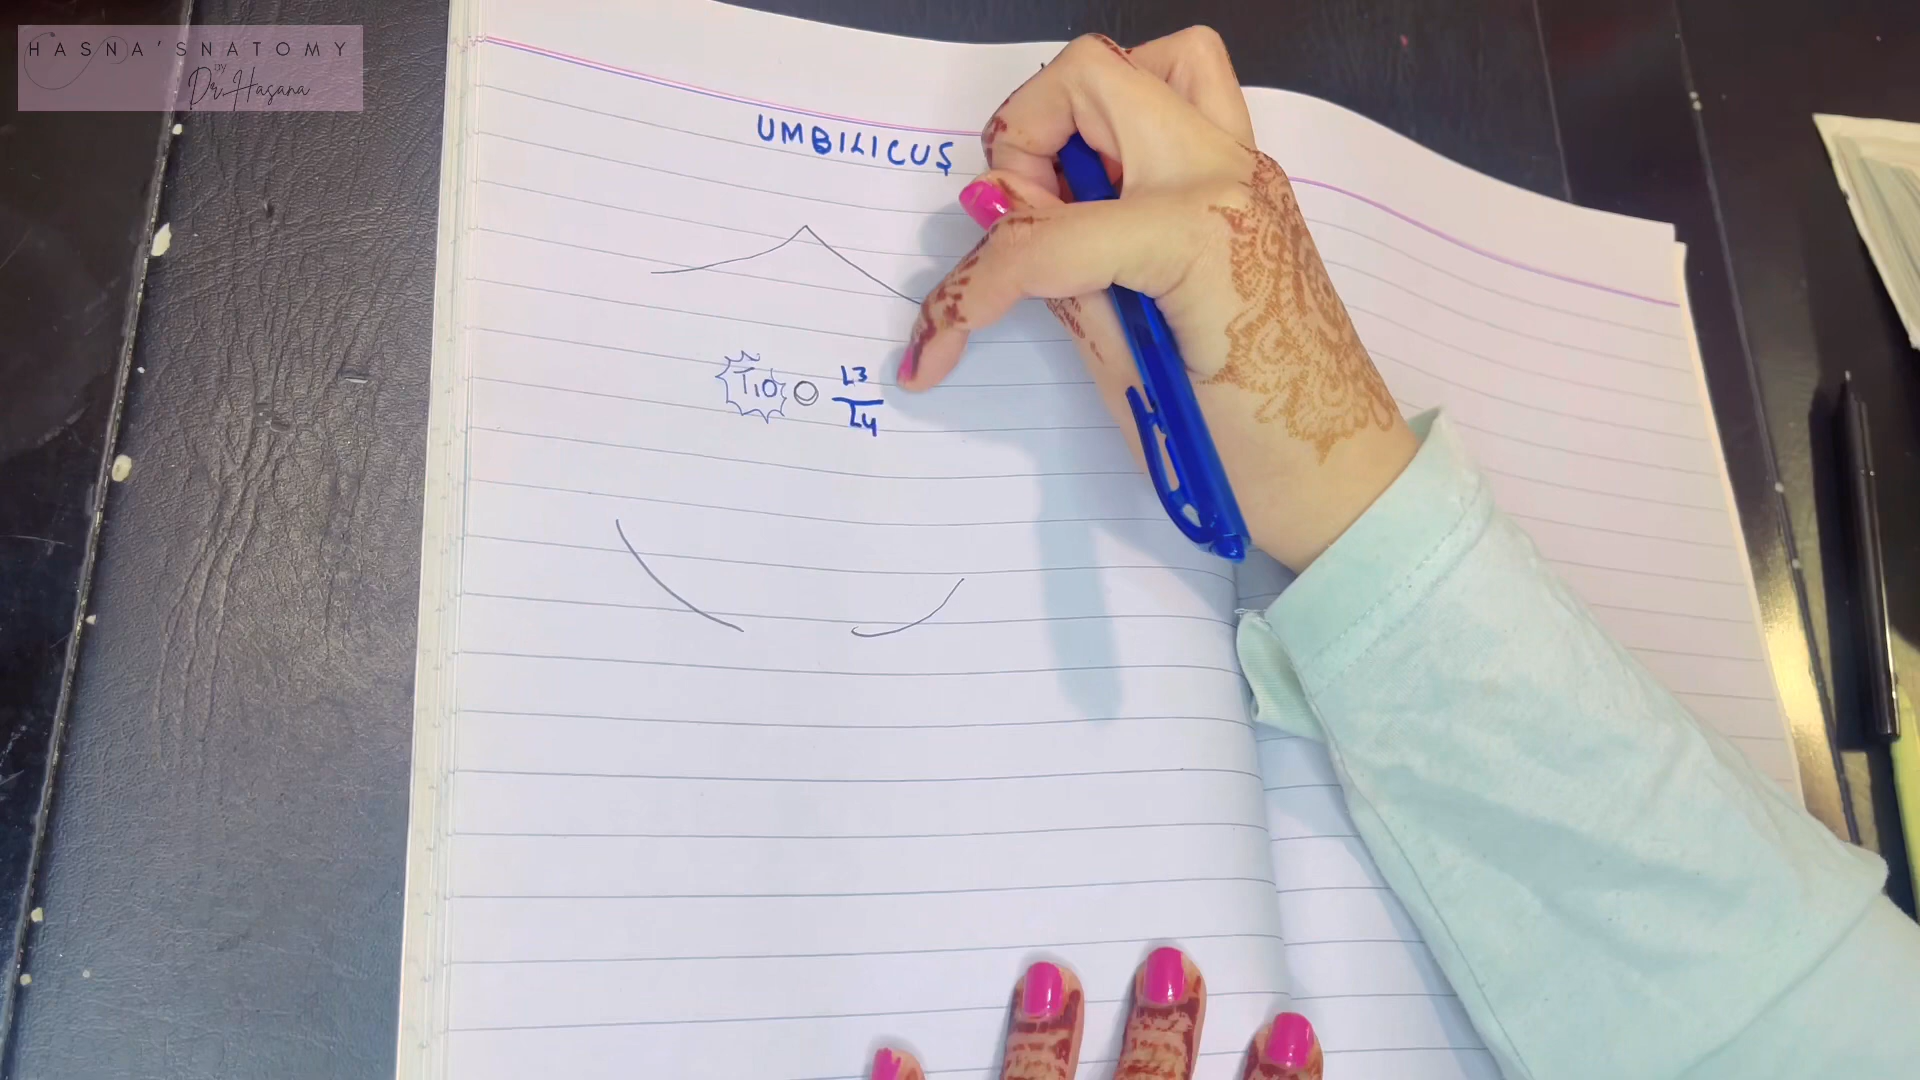 HASNA'SNATOMY
BY
Dr.Hasana
UMBILICUS
T10
L3
L4